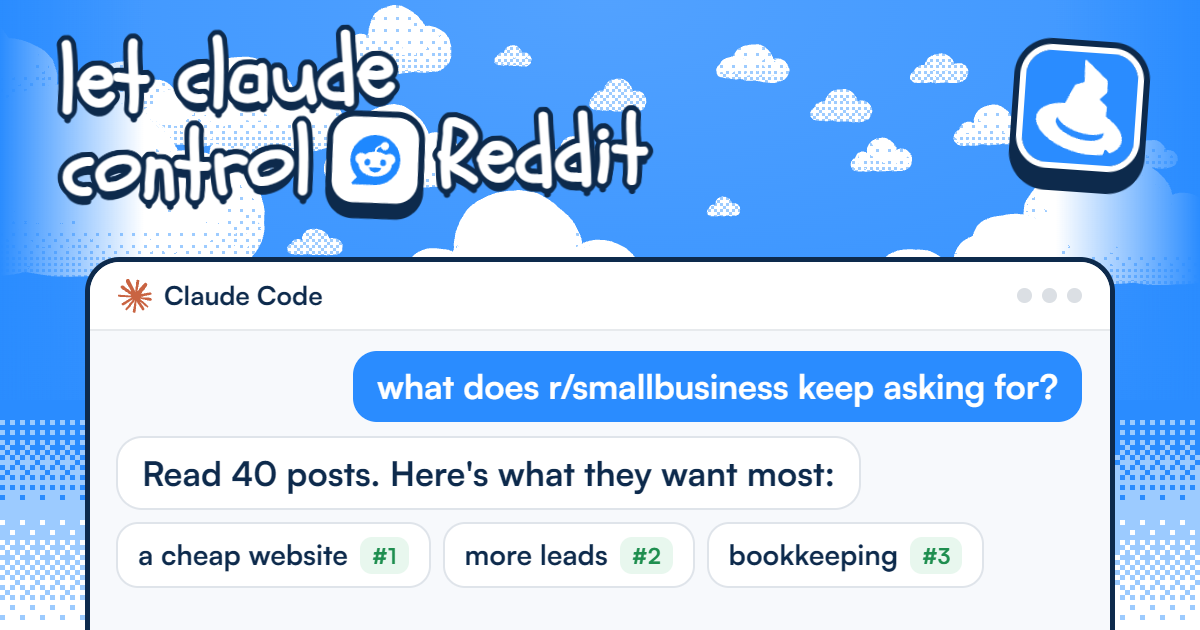 let claude
control Reddit
Claude Code
what does r/smallbusiness keep asking for?
Read 40 posts. Here's what they want most:
a cheap website #1 more leads #2 bookkeeping #3